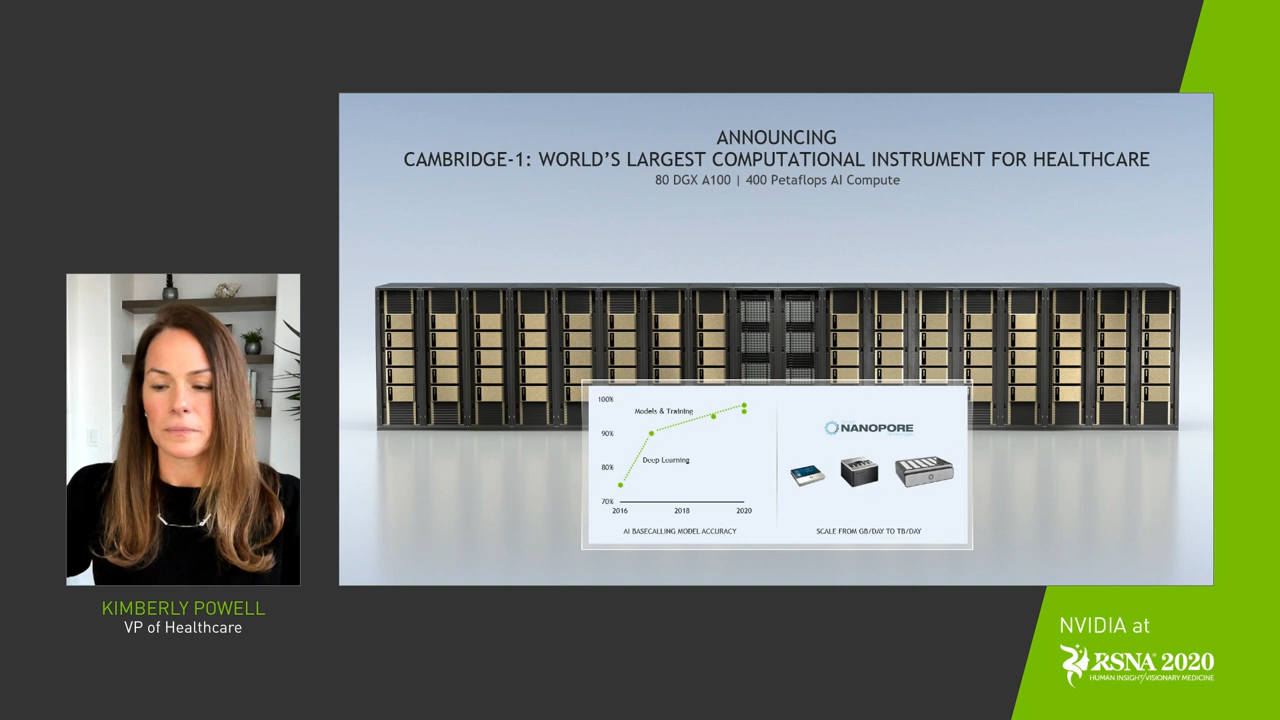 ANNOUNCING
CAMBRIDGE-1: WORLD'S LARGEST COMPUTATIONAL INSTRUMENT FOR HEALTHCARE
80 DGX A100 | 400 Petaflops AI Compute
100%
90%
80%
70%
Models & Training
Deep Learning
2016
2018
2020
AI BASECALLING MODEL ACCURACY
NANOPORE
SCALE FROM GB/DAY TO TB/DAY
KIMBERLY POWELL
VP of Healthcare
NVIDIA at
RSNA® 2020
HUMAN INSIGHT/VISIONARY MEDICINE